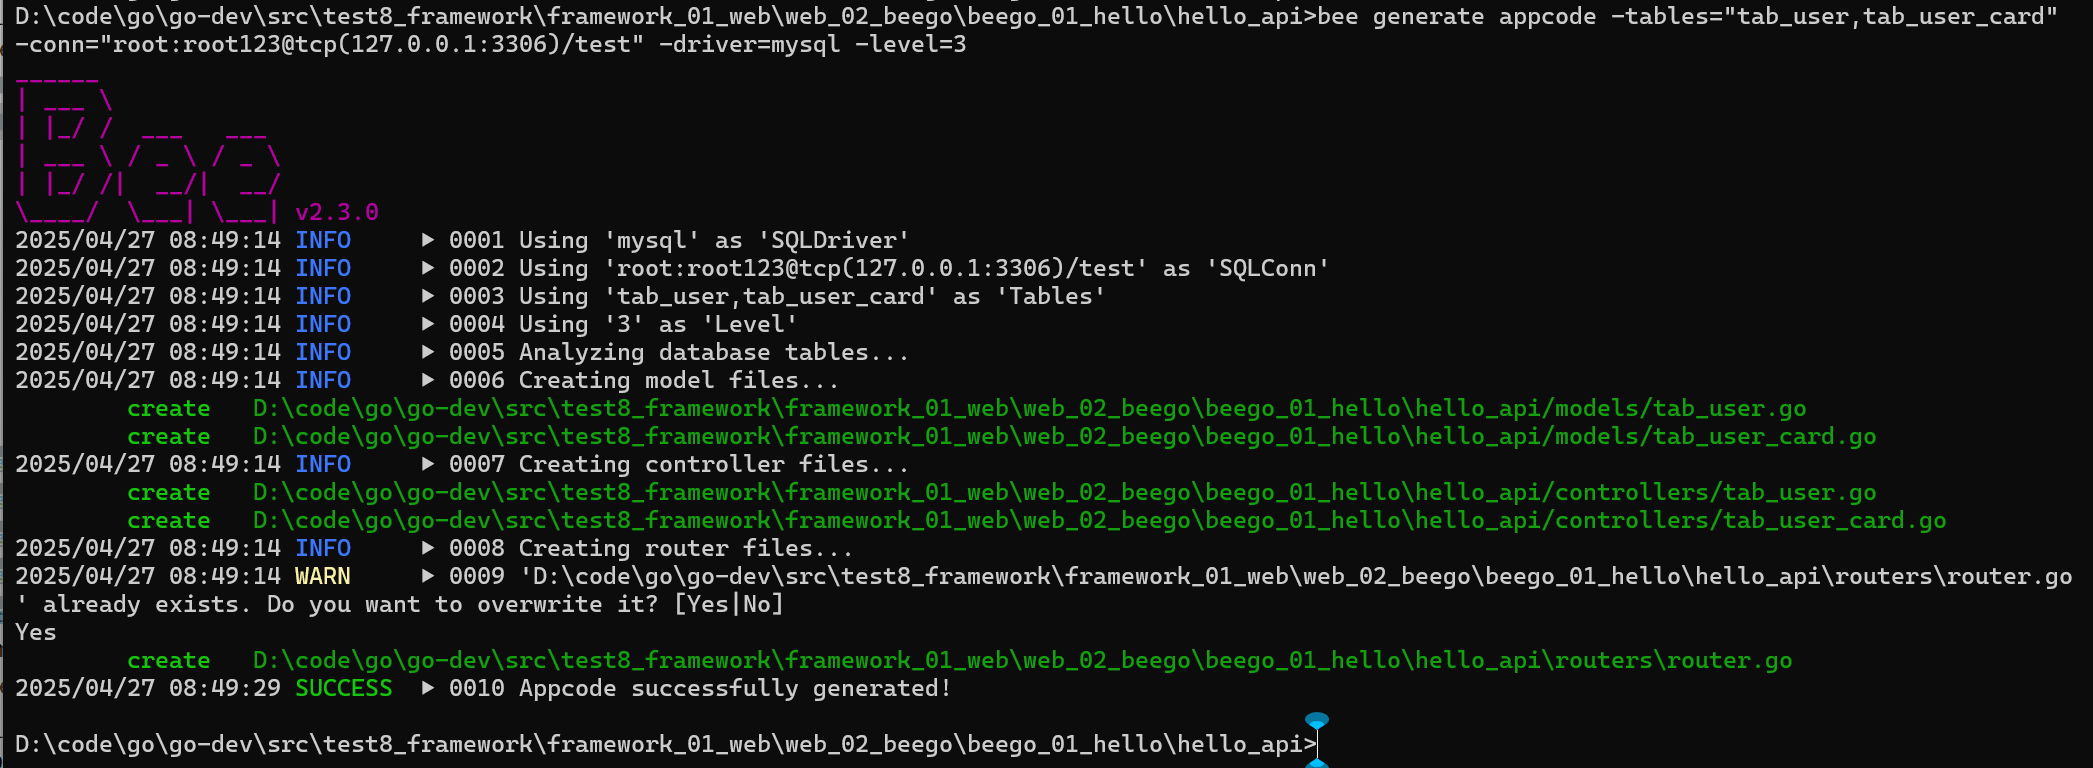 D:\code\go\go-dev\src\test8_framework\framework_01_web\web_02_beego\beego_01_hello\hello_api>bee generate appcode -tables="tab_user,tab_user_card"
-conn="root:root123@tcp(127.0.0.1:3306)/test" -driver=mysql -level=3
______
| ___ \
| |_/ /  ___   ___
| ___ \ / _ \ / _ \
| |_/ /|  __/|  __/
\____/  \___| \___| v2.3.0
2025/04/27 08:49:14 INFO     ▶ 0001 Using 'mysql' as 'SQLDriver'
2025/04/27 08:49:14 INFO     ▶ 0002 Using 'root:root123@tcp(127.0.0.1:3306)/test' as 'SQLConn'
2025/04/27 08:49:14 INFO     ▶ 0003 Using 'tab_user,tab_user_card' as 'Tables'
2025/04/27 08:49:14 INFO     ▶ 0004 Using '3' as 'Level'
2025/04/27 08:49:14 INFO     ▶ 0005 Analyzing database tables...
2025/04/27 08:49:14 INFO     ▶ 0006 Creating model files...
        create   D:\code\go\go-dev\src\test8_framework\framework_01_web\web_02_beego\beego_01_hello\hello_api/models/tab_user.go
        create   D:\code\go\go-dev\src\test8_framework\framework_01_web\web_02_beego\beego_01_hello\hello_api/models/tab_user_card.go
2025/04/27 08:49:14 INFO     ▶ 0007 Creating controller files...
        create   D:\code\go\go-dev\src\test8_framework\framework_01_web\web_02_beego\beego_01_hello\hello_api/controllers/tab_user.go
        create   D:\code\go\go-dev\src\test8_framework\framework_01_web\web_02_beego\beego_01_hello\hello_api/controllers/tab_user_card.go
2025/04/27 08:49:14 INFO     ▶ 0008 Creating router files...
2025/04/27 08:49:14 WARN     ▶ 0009 'D:\code\go\go-dev\src\test8_framework\framework_01_web\web_02_beego\beego_01_hello\hello_api\routers\router.go
' already exists. Do you want to overwrite it? [Yes|No]
Yes
        create   D:\code\go\go-dev\src\test8_framework\framework_01_web\web_02_beego\beego_01_hello\hello_api\routers\router.go
2025/04/27 08:49:29 SUCCESS  ▶ 0010 Appcode successfully generated!
D:\code\go\go-dev\src\test8_framework\framework_01_web\web_02_beego\beego_01_hello\hello_api>